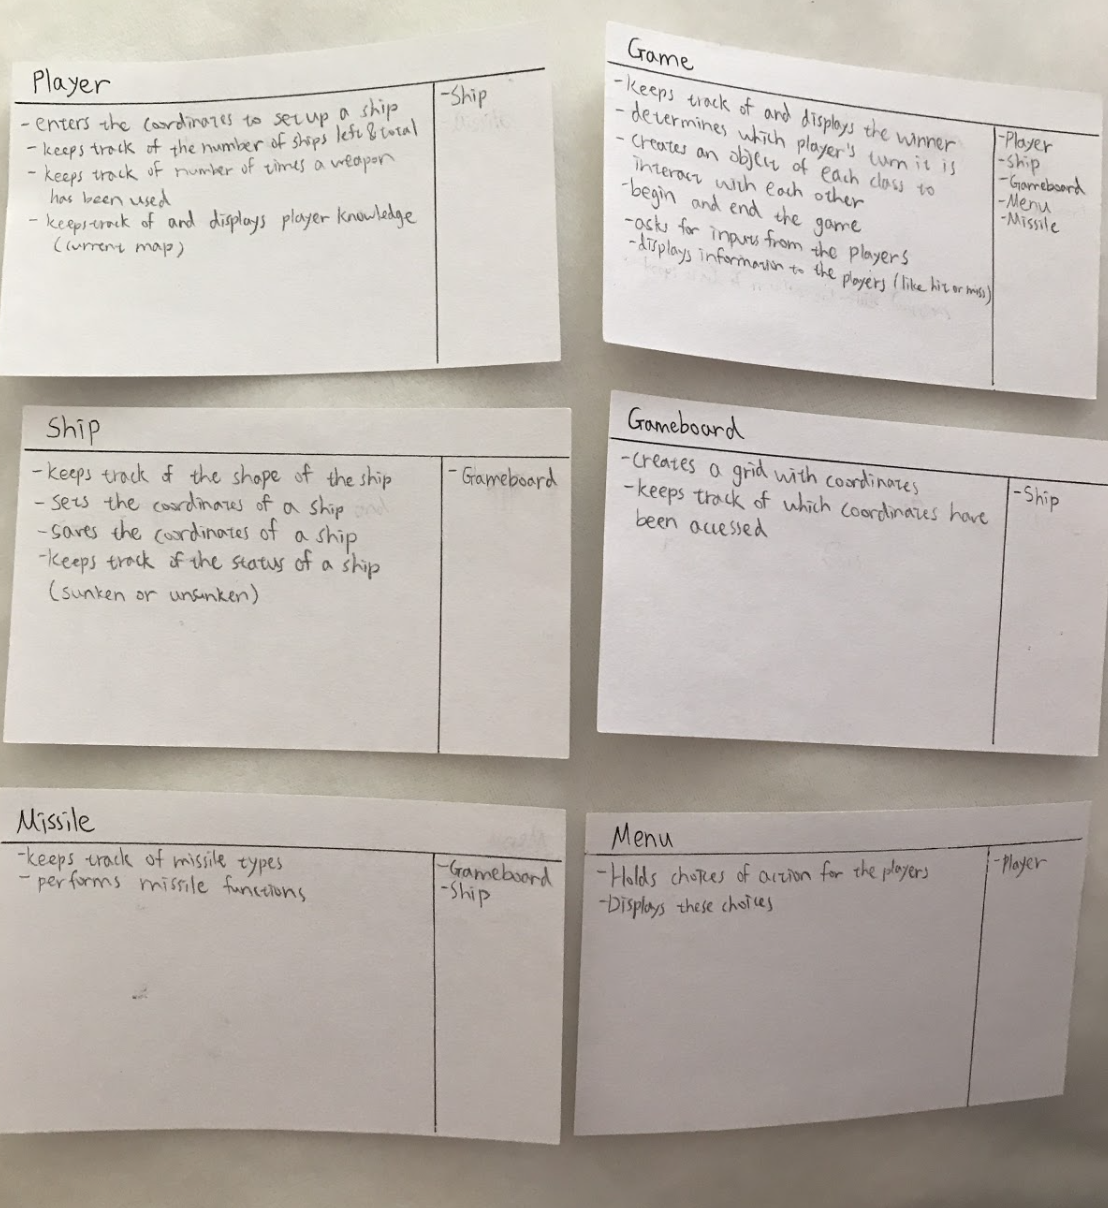 Player
- enters the coordinates to set up a ship
- keeps track of the number of ships left & total
- keeps track of number of times a weapon
has been used
- keeps track of and displays player knowledge
(current map)
-Ship
Game
-keeps track of and displays the winner
- determines which player's turn it is
- creates an object of each class to
interact with each other
-begin and end the game
-asks for inputs from the players
-displays information to the players (like hit or miss)
-Player
-Ship
-Gameboard
-Menu
-Missile
Ship
-keeps track of the shape of the ship
- sets the coordinates of a ship
-saves the coordinates of a ship
-keeps track of the status of a ship
(sunken or unsunken)
- Gameboard
Gameboard
-creates a grid with coordinates
-keeps track of which coordinates have
been accessed
-Ship
Missile
-keeps track of missile types
- performs missile functions
-Gameboard
-Ship
Menu
-Holds choices of action for the players
-Displays these choices
-Player